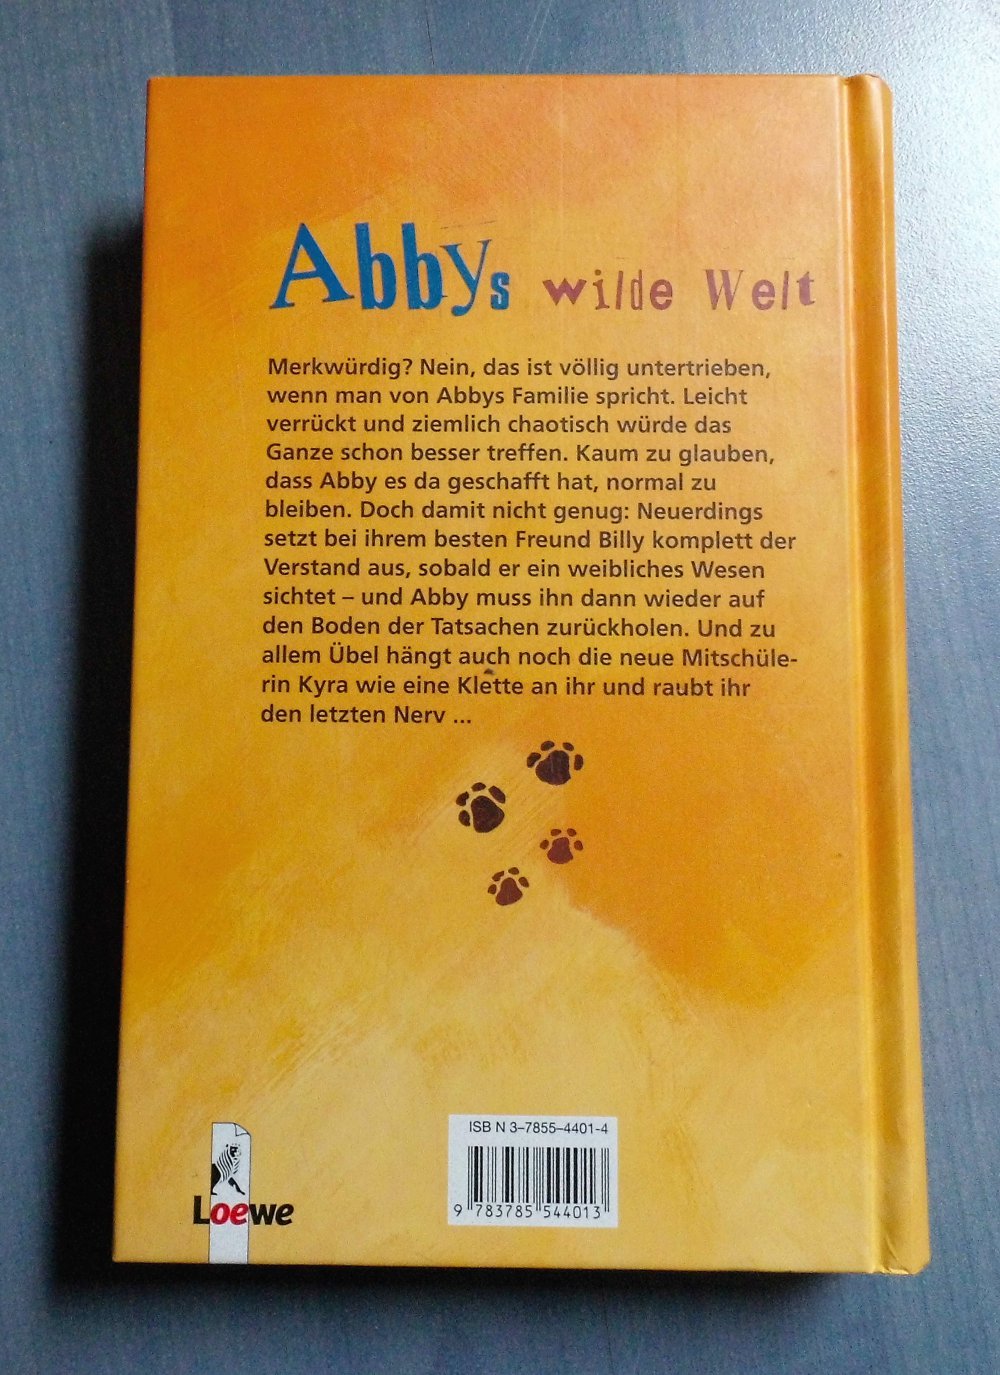 Abbys wilde Welt
Merkwürdig? Nein, das ist völlig untertrieben,
wenn man von Abbys Familie spricht. Leicht
verrückt und ziemlich chaotisch würde das
Ganze schon besser treffen. Kaum zu glauben,
dass Abby es da geschafft hat, normal zu
bleiben. Doch damit nicht genug: Neuerdings
setzt bei ihrem besten Freund Billy komplett der
Verstand aus, sobald er ein weibliches Wesen
sichtet – und Abby muss ihn dann wieder auf
den Boden der Tatsachen zurückholen. Und zu
allem Übel hängt auch noch die neue Mitschüle-
rin Kyra wie eine Klette an ihr und raubt ihr
den letzten Nerv ...
ISBN 3-7855-4401-4
9 783785 544013
Loewe